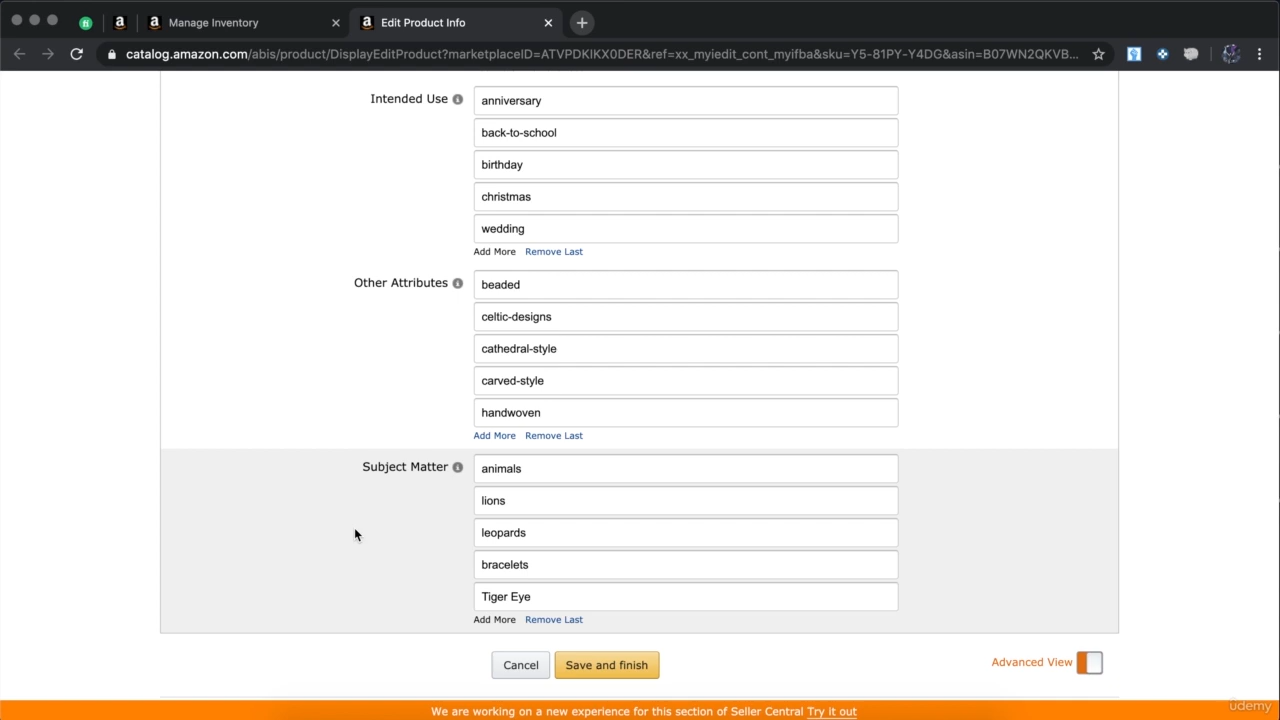 Manage Inventory
Edit Product Info
catalog.amazon.com/abis/product/DisplayEditProduct?marketplaceID=ATVPDKIKX0DER&ref=xx_myiedit_cont_myifba&sku=Y5-81PY-Y4DG&asin=B07WN2QKVB...
Intended Use
anniversary
back-to-school
birthday
christmas
wedding
Add More Remove Last
Other Attributes
beaded
celtic-designs
cathedral-style
carved-style
handwoven
Add More Remove Last
Subject Matter
animals
lions
leopards
bracelets
Tiger Eye
Add More Remove Last
Cancel Save and finish Advanced View
We are working on a new experience for this section of Seller Central Try it out
udemy